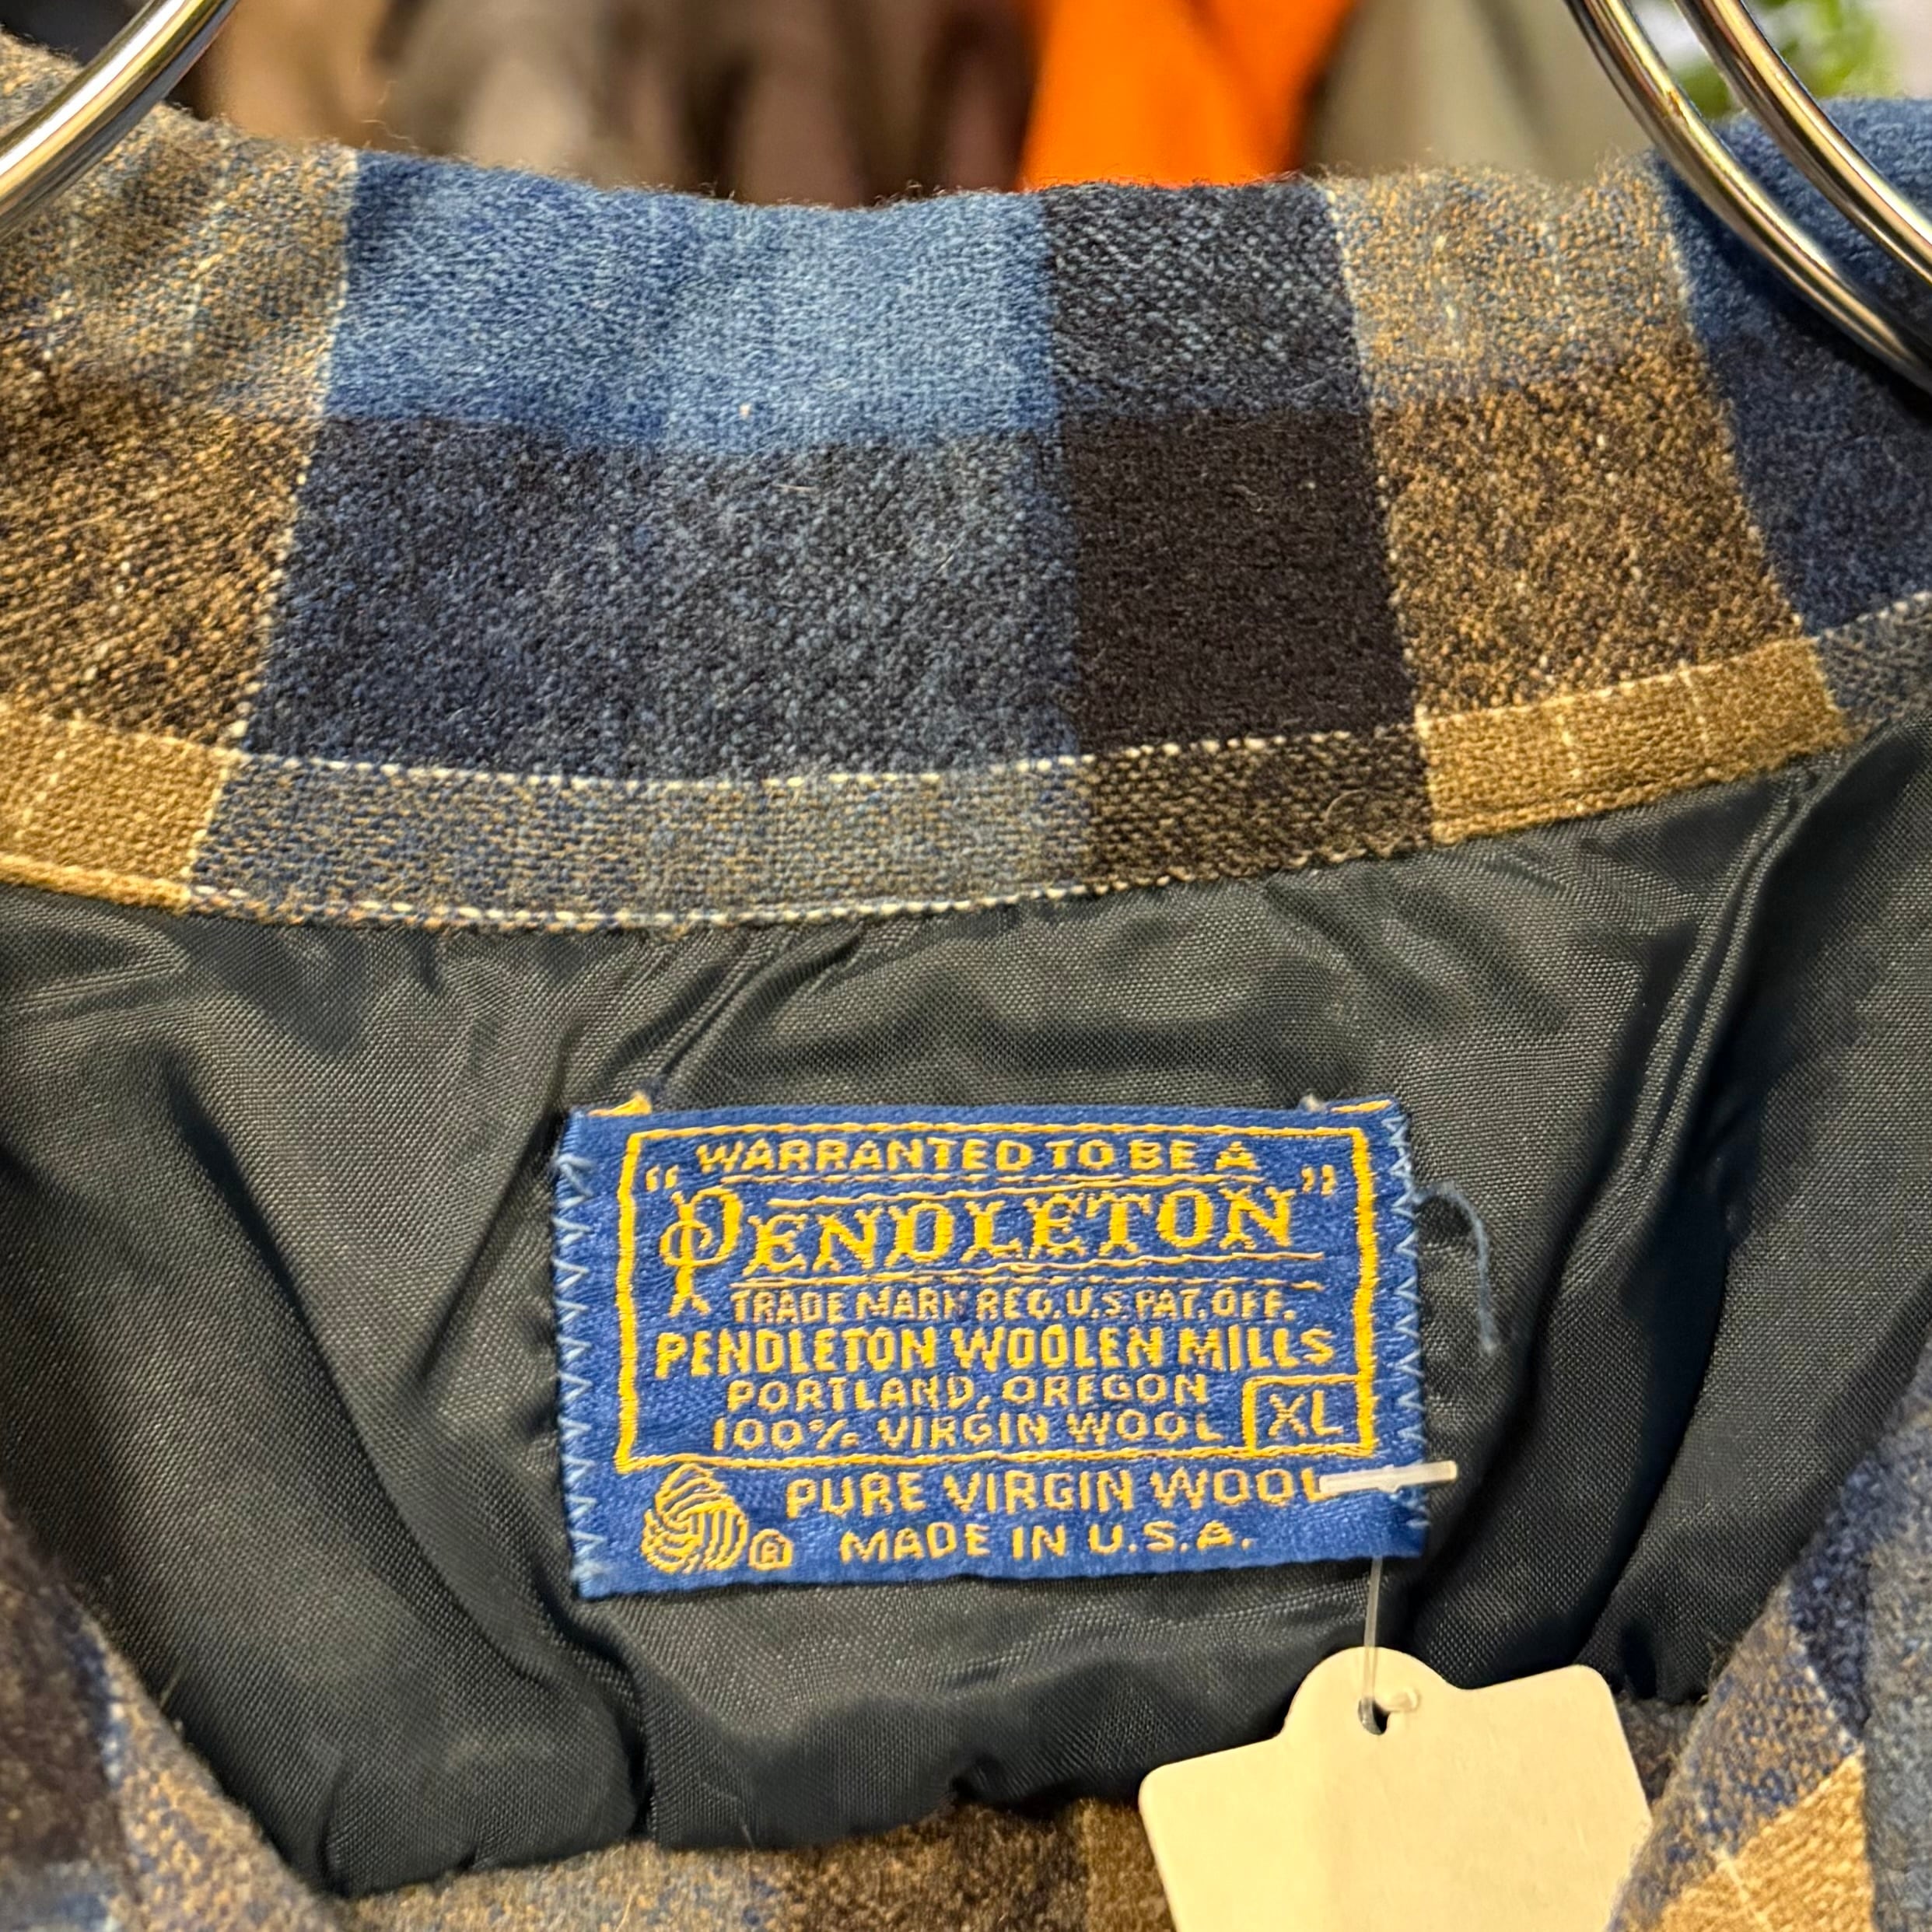 WARRANTED TO BE A
"PENDLETON"
TRADE MARK REG. U.S. PAT. OFF.
PENDLETON WOOLEN MILLS
PORTLAND, OREGON
100% VIRGIN WOOL XL
PURE VIRGIN WOOL
® MADE IN U.S.A.